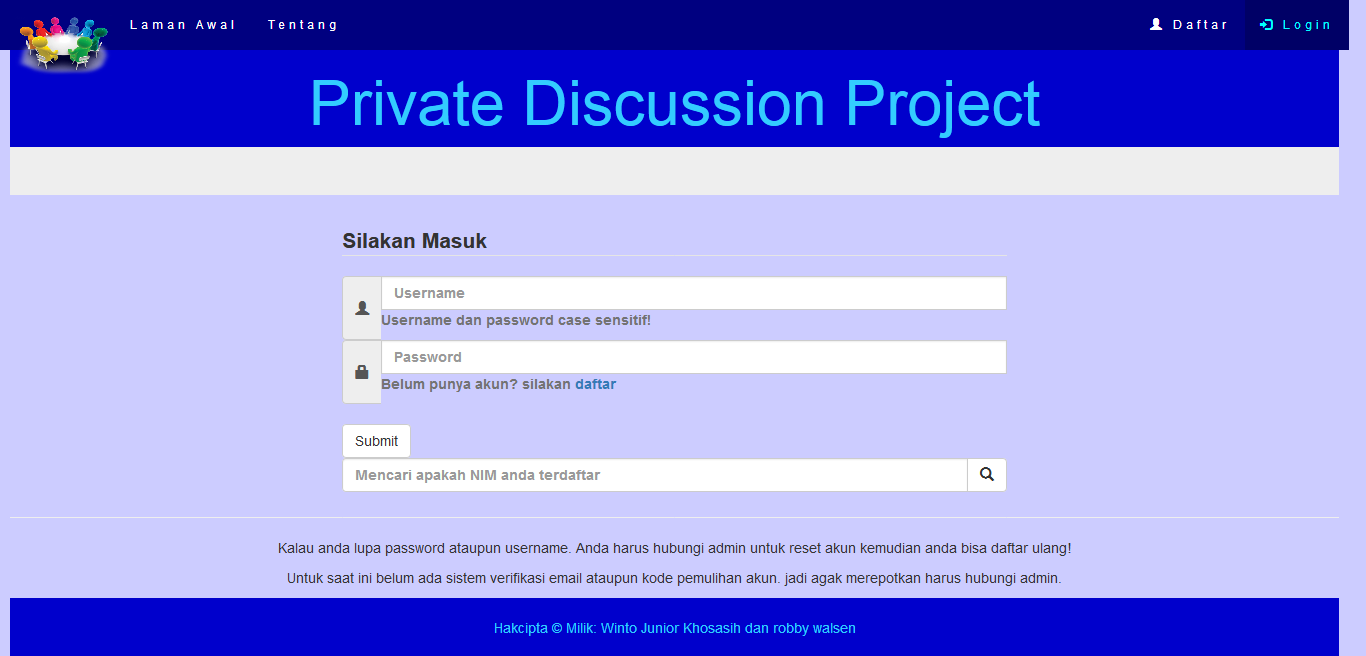 Laman Awal Tentang Daftar Login
Private Discussion Project
Silakan Masuk
Username
Username dan password case sensitif!
Password
Belum punya akun? silakan daftar
Submit
Mencari apakah NIM anda terdaftar
Kalau anda lupa password ataupun username. Anda harus hubungi admin untuk reset akun kemudian anda bisa daftar ulang!
Untuk saat ini belum ada sistem verifikasi email ataupun kode pemulihan akun. jadi agak merepotkan harus hubungi admin.
Hakcipta © Milik: Winto Junior Khosasih dan robby walsen